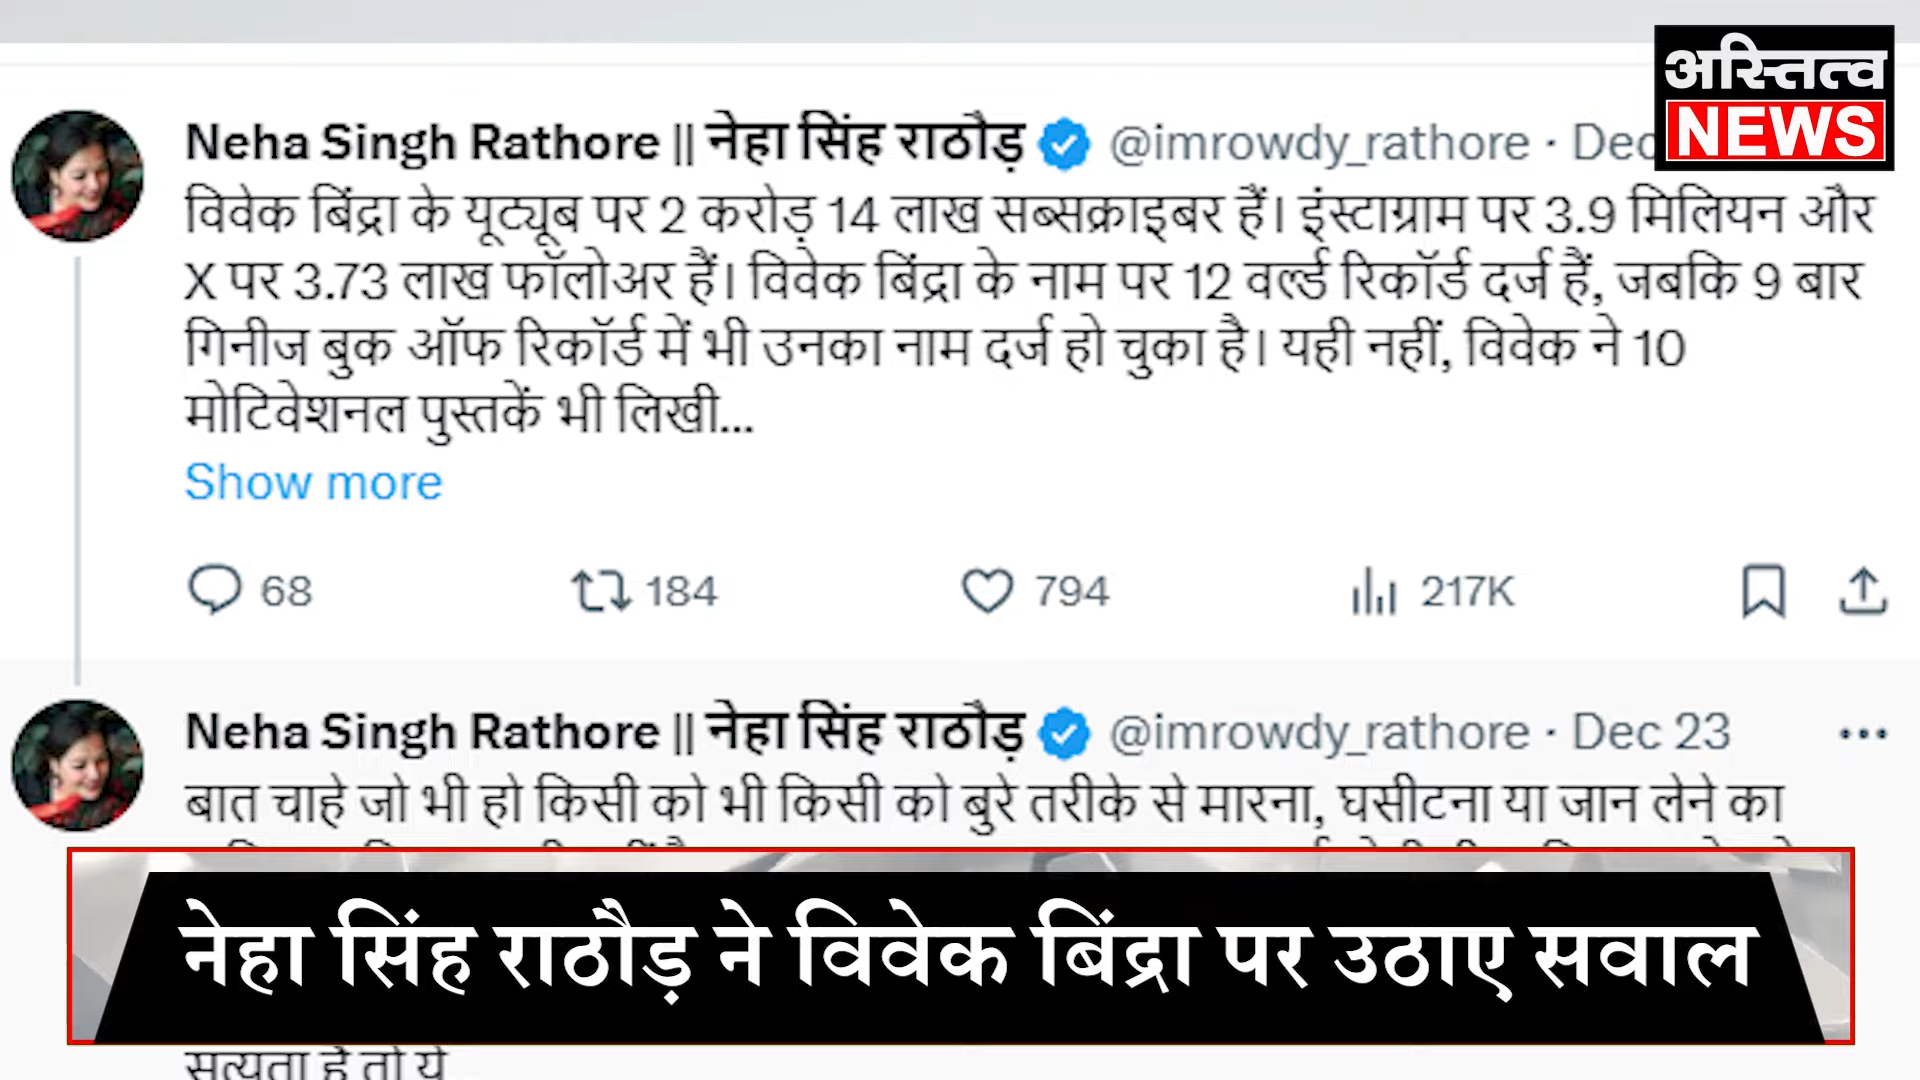 अस्तित्व
NEWS
Neha Singh Rathore || नेहा सिंह राठौड़ @imrowdy_rathore · Dec
विवेक बिंद्रा के यूट्यूब पर 2 करोड़ 14 लाख सब्सक्राइबर हैं। इंस्टाग्राम पर 3.9 मिलियन और
X पर 3.73 लाख फॉलोअर हैं। विवेक बिंद्रा के नाम पर 12 वर्ल्ड रिकॉर्ड दर्ज हैं, जबकि 9 बार
गिनीज बुक ऑफ रिकॉर्ड में भी उनका नाम दर्ज हो चुका है। यही नहीं, विवेक ने 10
मोटिवेशनल पुस्तकें भी लिखी...
Show more
68 184 794 217K
Neha Singh Rathore || नेहा सिंह राठौड़ @imrowdy_rathore · Dec 23
बात चाहे जो भी हो किसी को भी किसी को बुरे तरीके से मारना, घसीटना या जान लेने का
नेहा सिंह राठौड़ ने विवेक बिंद्रा पर उठाए सवाल
सत्यता है तो ये